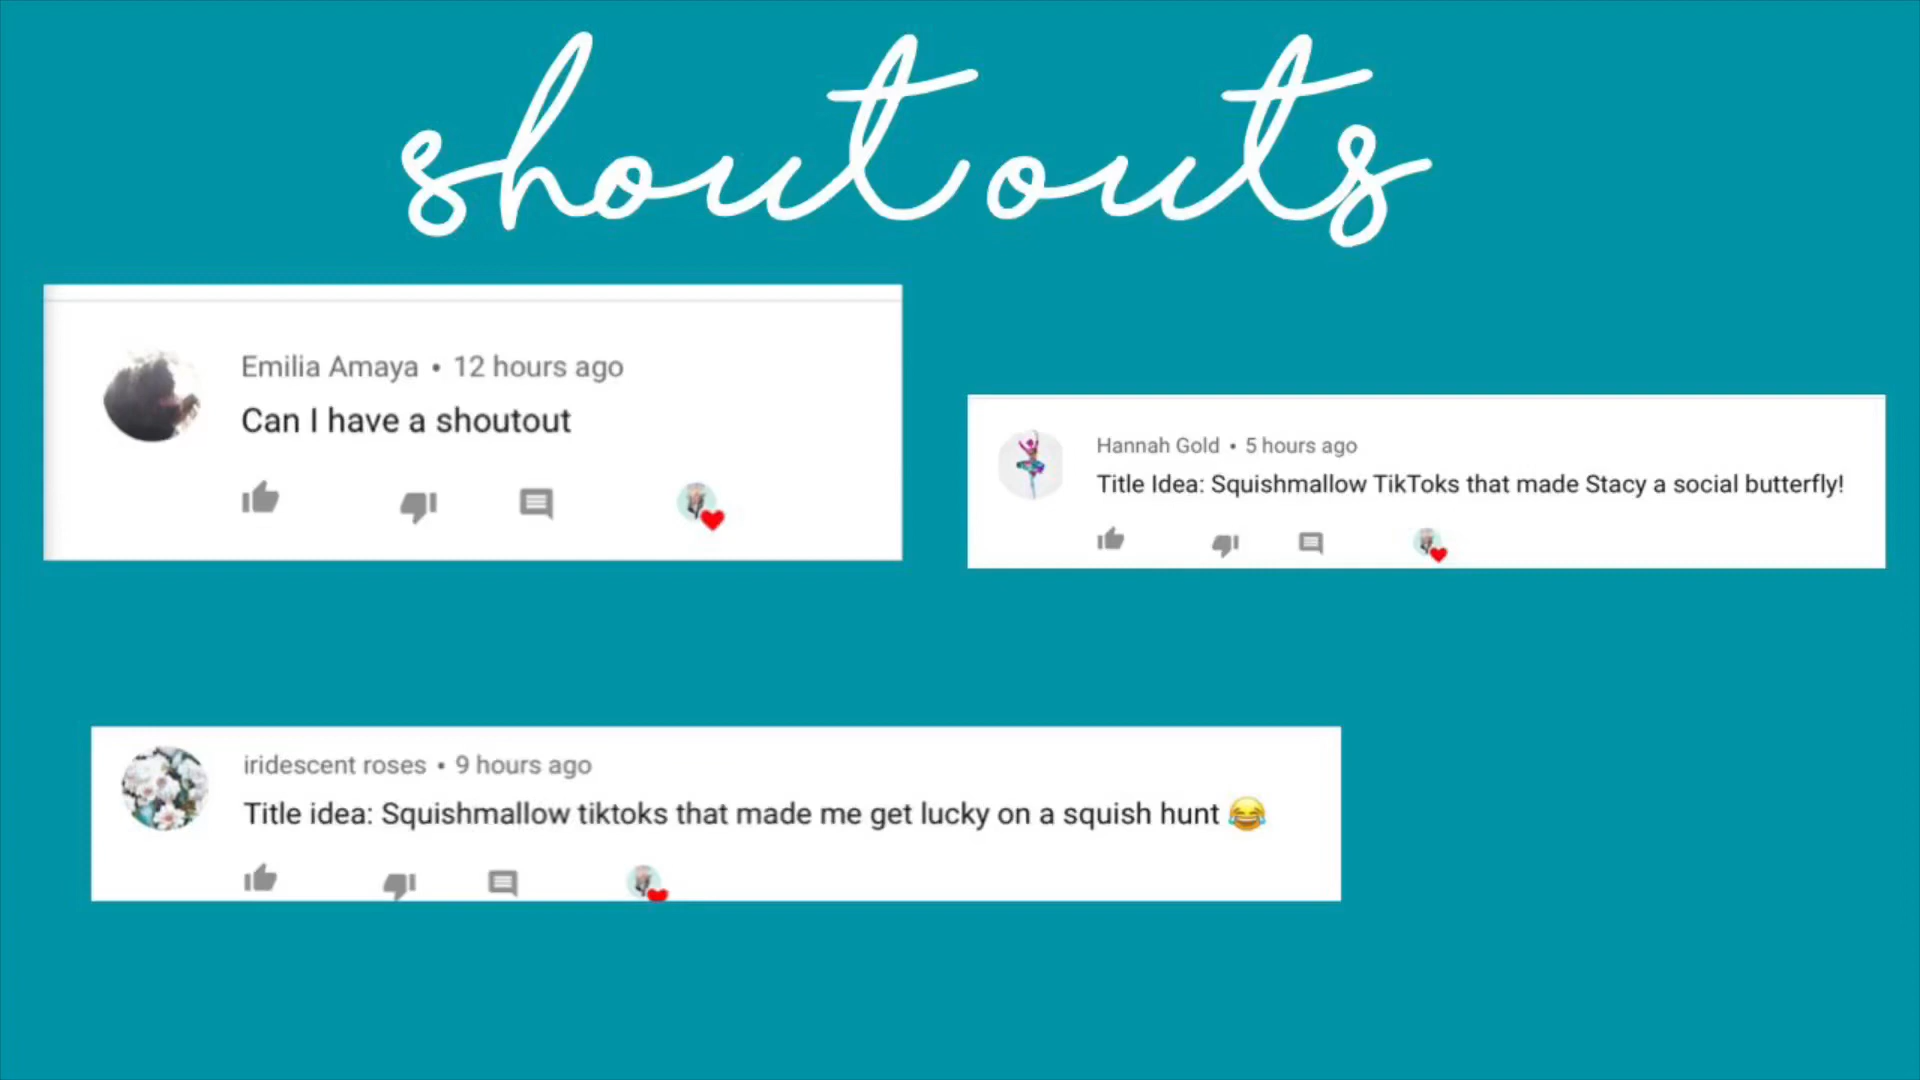 shout outs
Emilia Amaya • 12 hours ago
Can I have a shoutout
Hannah Gold • 5 hours ago
Title Idea: Squishmallow TikToks that made Stacy a social butterfly!
iridescent roses • 9 hours ago
Title idea: Squishmallow tiktoks that made me get lucky on a squish hunt 😂